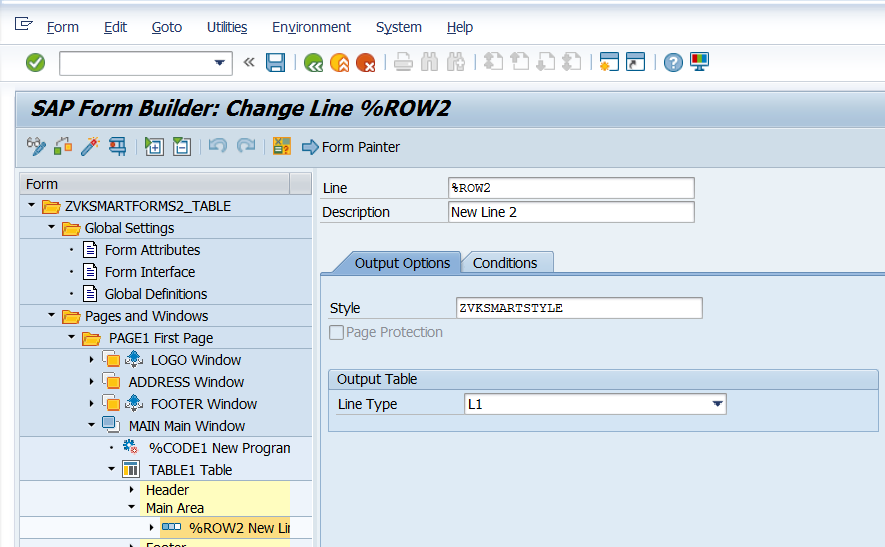 Form Edit Goto Utilities Environment System Help
SAP Form Builder: Change Line %ROW2
Form Painter
Form
ZVKSMARTFORMS2_TABLE
Global Settings
Form Attributes
Form Interface
Global Definitions
Pages and Windows
PAGE1 First Page
LOGO Window
ADDRESS Window
FOOTER Window
MAIN Main Window
%CODE1 New Program
TABLE1 Table
Header
Main Area
%ROW2 New Lin
Footer
Line %ROW2
Description New Line 2
Output Options Conditions
Style ZVKSMARTSTYLE
Page Protection
Output Table
Line Type L1